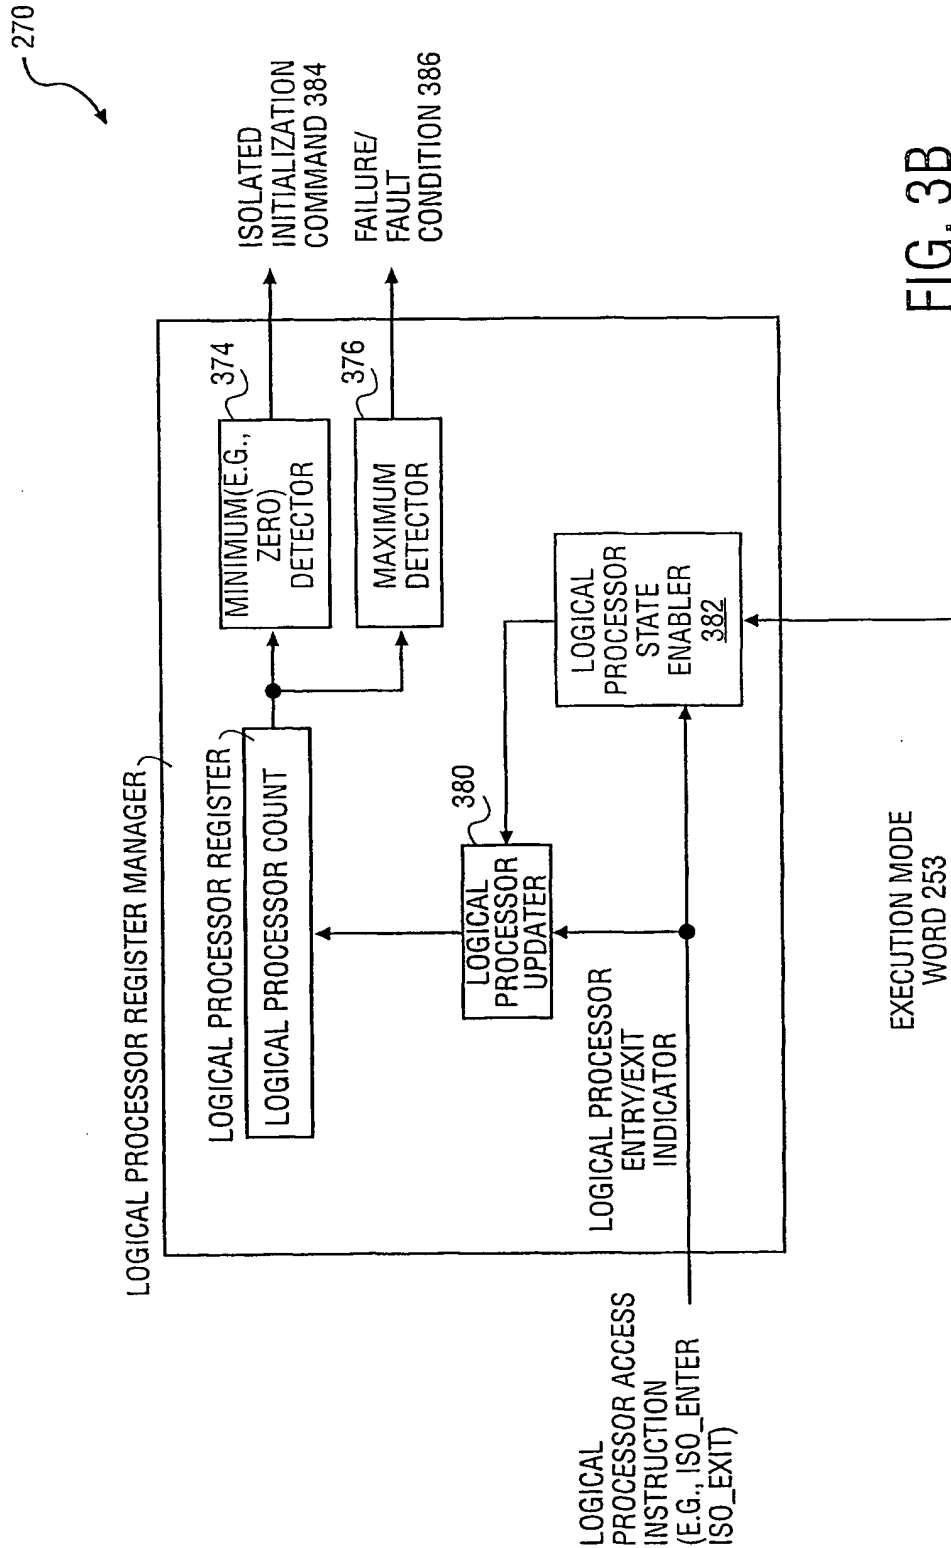 270
LOGICAL PROCESSOR REGISTER MANAGER
LOGICAL PROCESSOR REGISTER
LOGICAL PROCESSOR COUNT
374
MINIMUM(E.G.,
ZERO)
DETECTOR
ISOLATED
INITIALIZATION
COMMAND 384
376
MAXIMUM
DETECTOR
FAILURE/
FAULT
CONDITION 386
380
LOGICAL
PROCESSOR
UPDATER
LOGICAL
PROCESSOR
STATE
ENABLER
382
LOGICAL PROCESSOR
ENTRY/EXIT
INDICATOR
LOGICAL
PROCESSOR ACCESS
INSTRUCTION
(E.G., ISO_ENTER
ISO_EXIT)
EXECUTION MODE
WORD 253
FIG. 3B